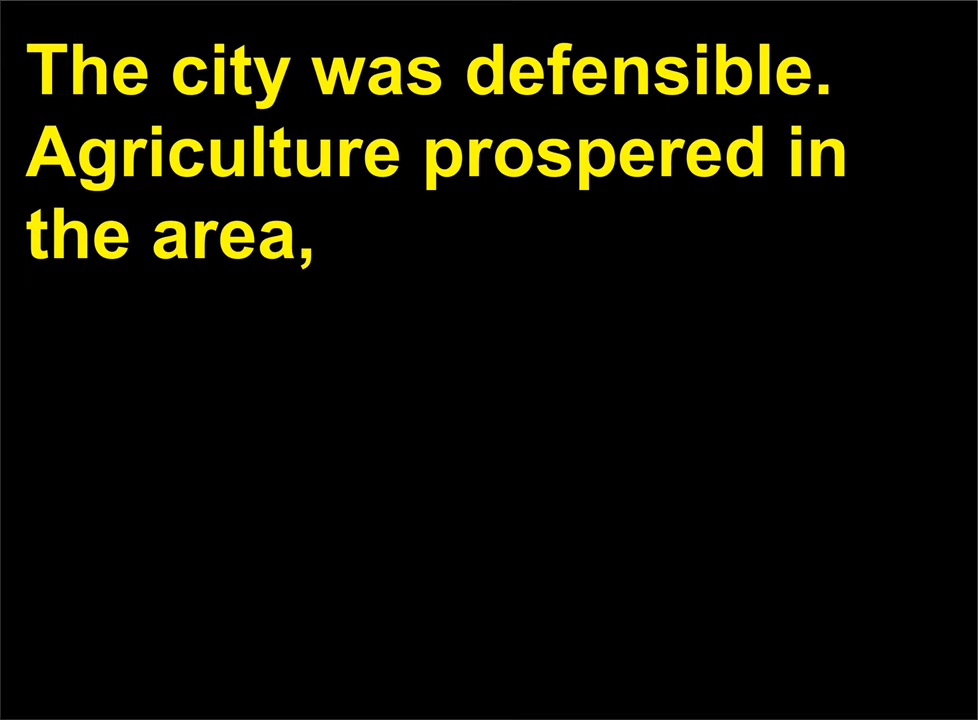 The city was defensible.
Agriculture prospered in
the area,